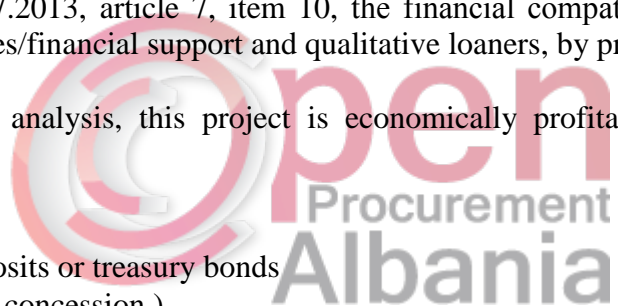 7.2013, article 7, item 10, the financial compat
es/financial support and qualitative loaners, by pr
analysis, this project is economically profita
Open
Procurement
Albania
osits or treasury bonds
concession )